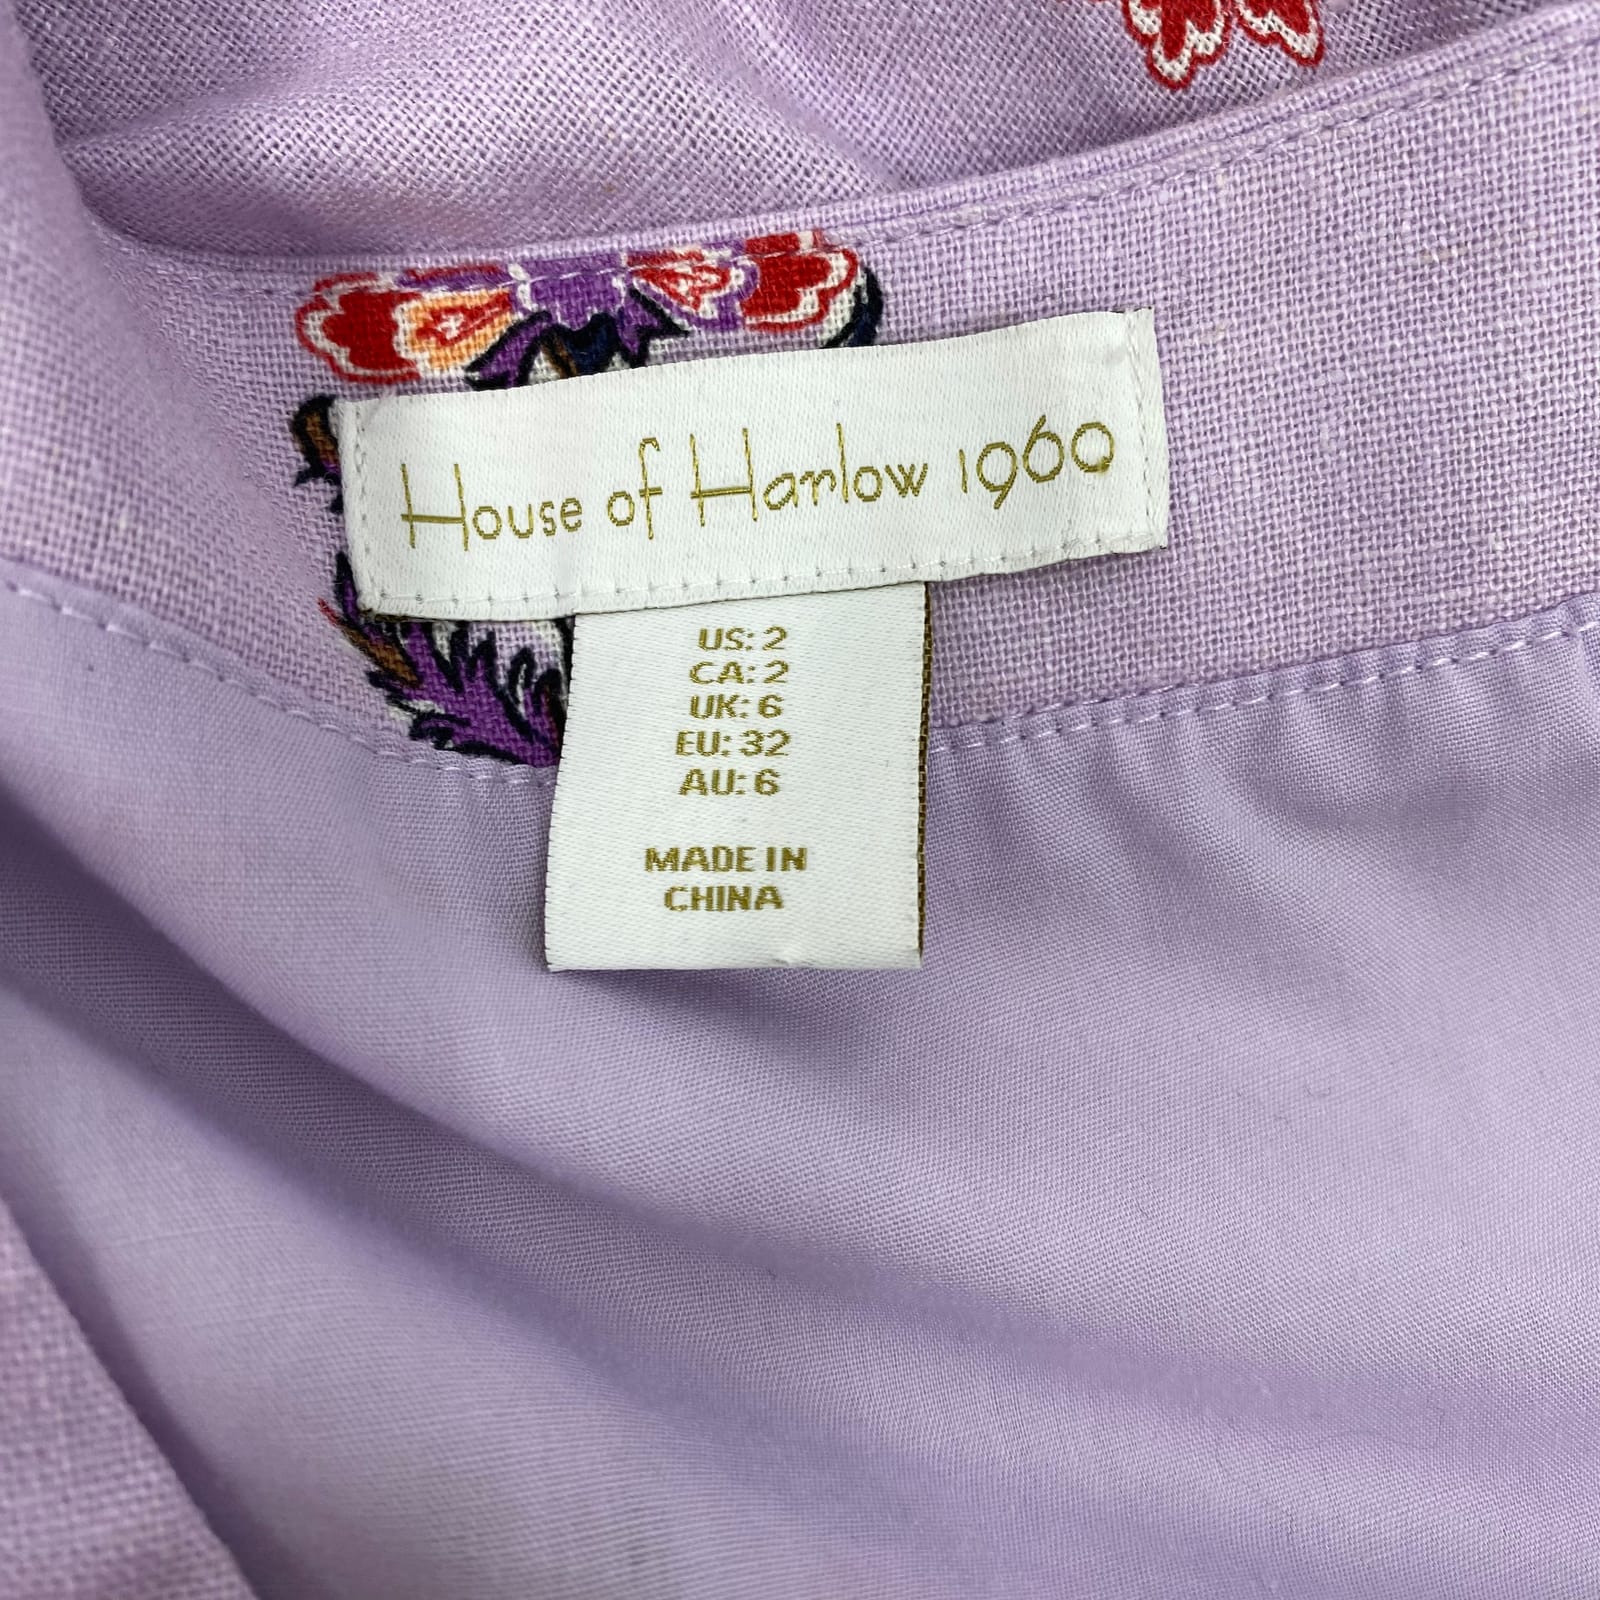 House of Harlow 1960
US: 2
CA: 2
UK: 6
EU: 32
AU: 6
MADE IN
CHINA